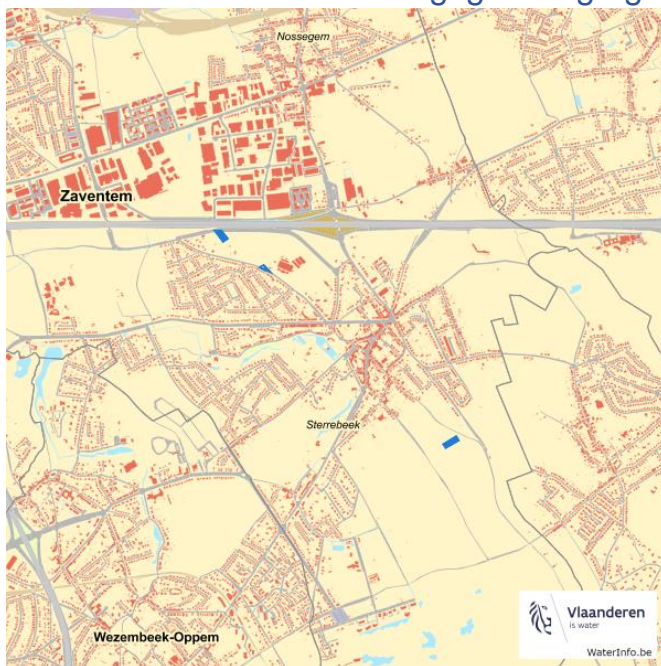 Nossegem
Zaventem
Sterrebeek
Wezembeek-Oppem
Vlaanderen
is water
WaterInfo.be